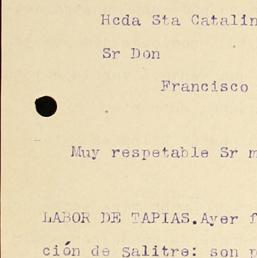 Hcda Sta Catalin
Sr Don
Francisco
Muy respetable Sr m
LABOR DE TAPIAS.Ayer f
ción de Salitre: son p